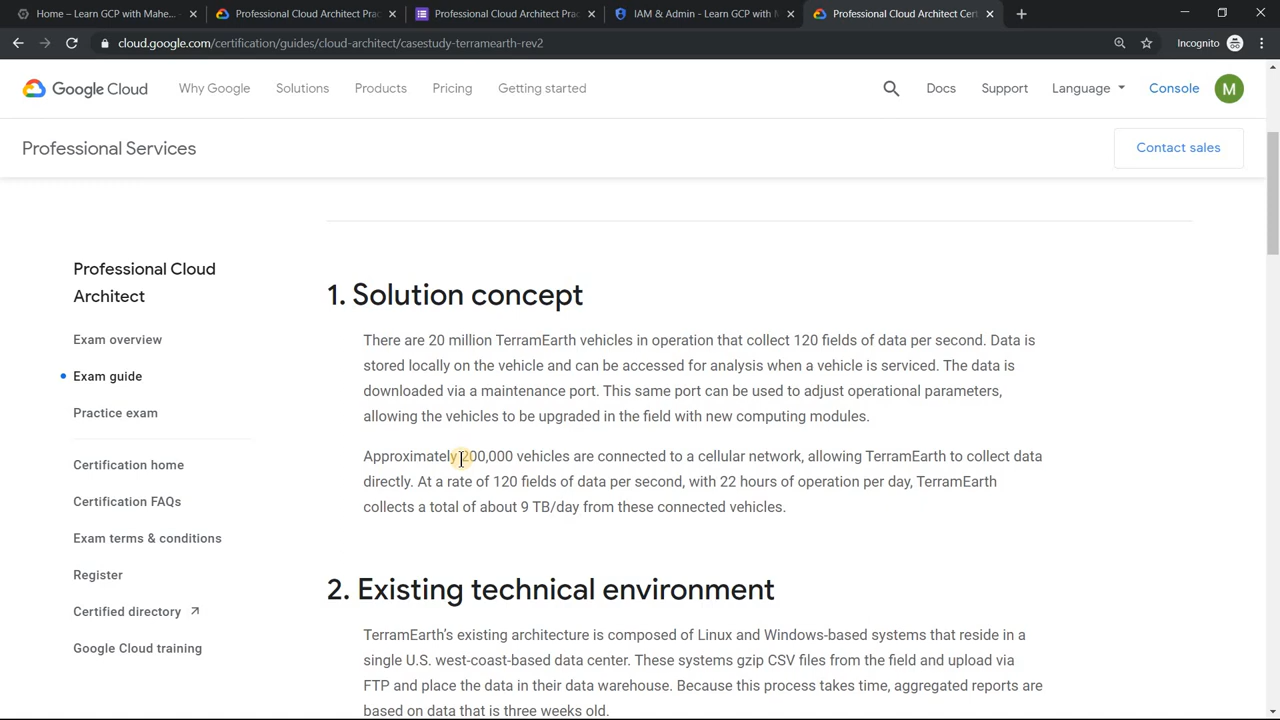 Home – Learn GCP with Mahe...
Professional Cloud Architect Prac
Professional Cloud Architect Prac
IAM & Admin - Learn GCP with M
Professional Cloud Architect Cert
cloud.google.com/certification/guides/cloud-architect/casestudy-terramearth-rev2
Incognito
Google Cloud
Why Google
Solutions
Products
Pricing
Getting started
Docs
Support
Language
Console
M
Professional Services
Contact sales
Professional Cloud
Architect
Exam overview
Exam guide
Practice exam
Certification home
Certification FAQs
Exam terms & conditions
Register
Certified directory
Google Cloud training
1. Solution concept
There are 20 million TerramEarth vehicles in operation that collect 120 fields of data per second. Data is
stored locally on the vehicle and can be accessed for analysis when a vehicle is serviced. The data is
downloaded via a maintenance port. This same port can be used to adjust operational parameters,
allowing the vehicles to be upgraded in the field with new computing modules.
Approximately 200,000 vehicles are connected to a cellular network, allowing TerramEarth to collect data
directly. At a rate of 120 fields of data per second, with 22 hours of operation per day, TerramEarth
collects a total of about 9 TB/day from these connected vehicles.
2. Existing technical environment
TerramEarth's existing architecture is composed of Linux and Windows-based systems that reside in a
single U.S. west-coast-based data center. These systems gzip CSV files from the field and upload via
FTP and place the data in their data warehouse. Because this process takes time, aggregated reports are
based on data that is three weeks old.